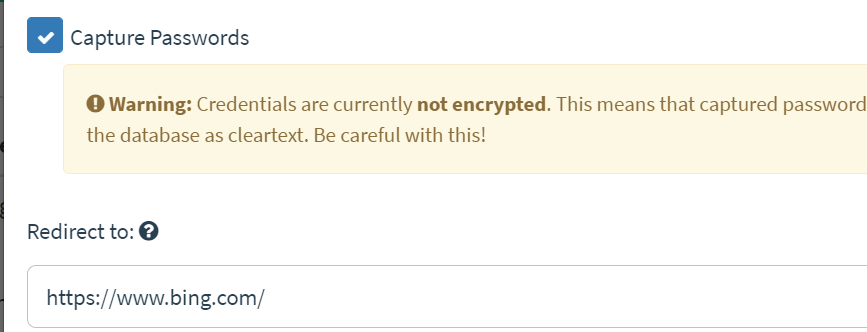 Capture Passwords
Warning: Credentials are currently not encrypted. This means that captured password
the database as cleartext. Be careful with this!
Redirect to:
https://www.bing.com/